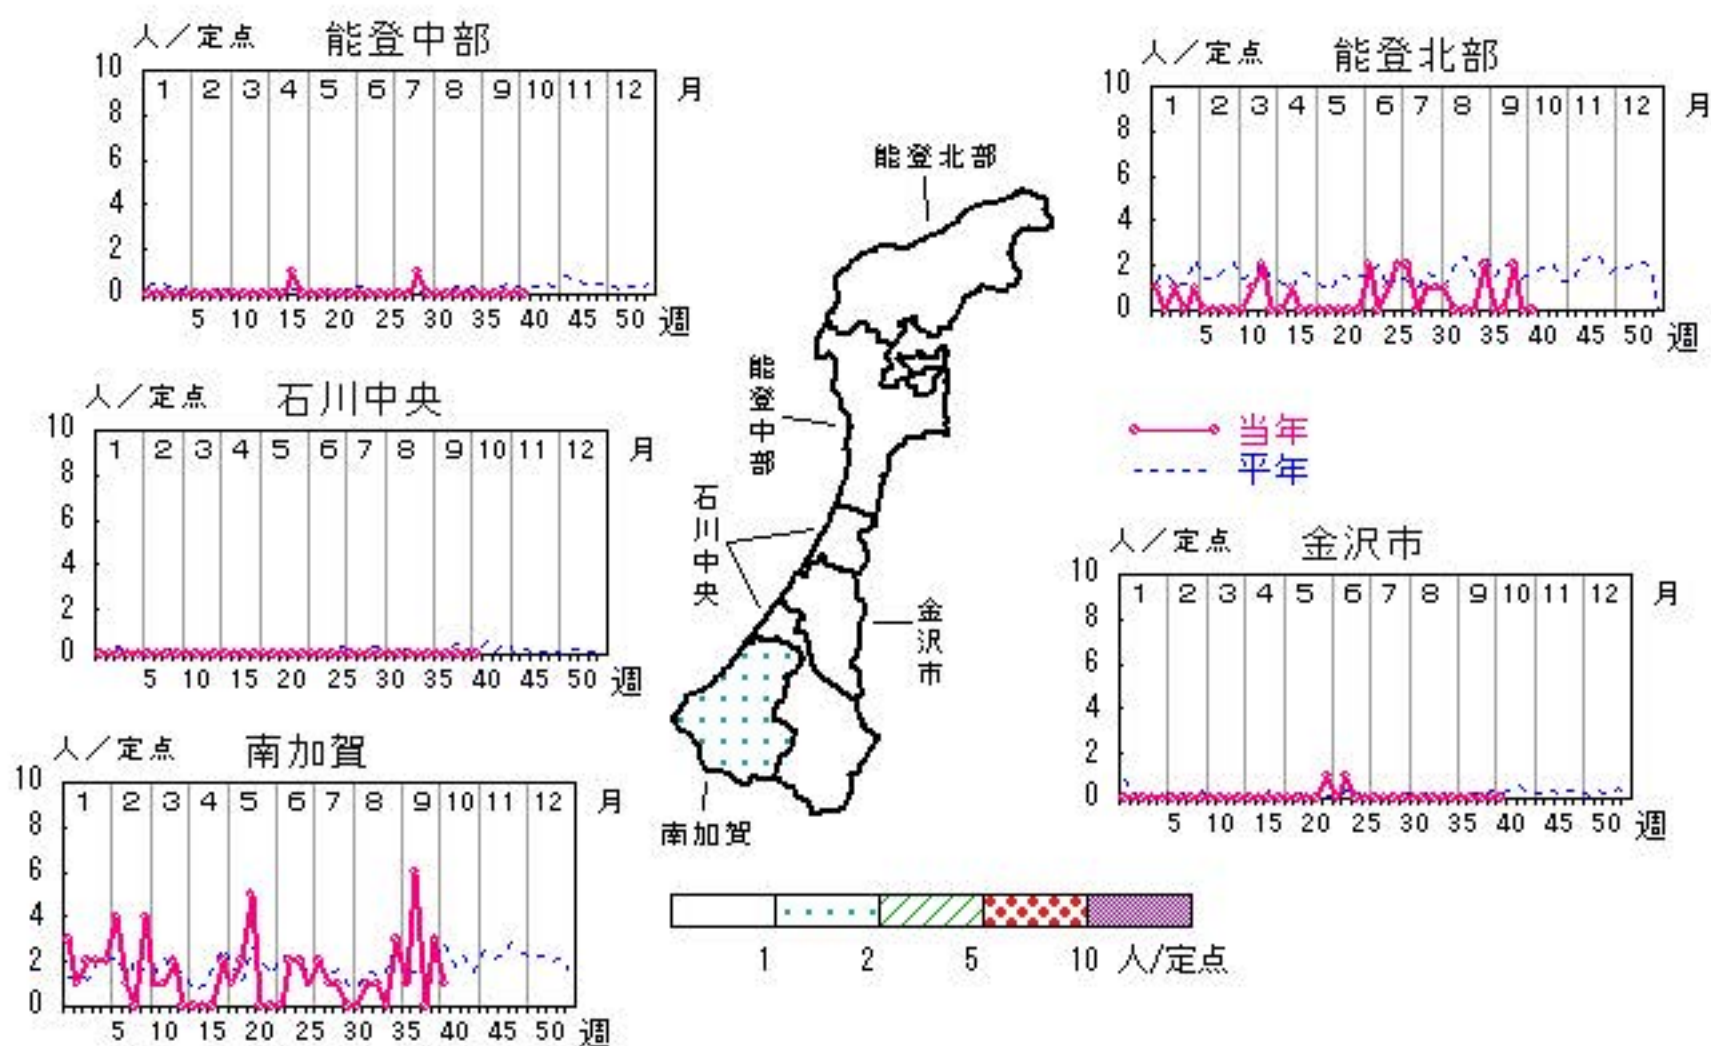 人／定点 能登中部
10 8 6 4 2 0
1 2 3 4 5 6 7 8 9 10 11 12 月
5 10 15 20 25 30 35 40 45 50 週
人／定点 能登北部
10 8 6 4 2 0
1 2 3 4 5 6 7 8 9 10 11 12 月
5 10 15 20 25 30 35 40 45 50 週
人／定点 石川中央
10 8 6 4 2 0
1 2 3 4 5 6 7 8 9 10 11 12 月
5 10 15 20 25 30 35 40 45 50 週
当年
平年
人／定点 金沢市
10 8 6 4 2 0
1 2 3 4 5 6 7 8 9 10 11 12 月
5 10 15 20 25 30 35 40 45 50 週
人／定点 南加賀
10 8 6 4 2 0
1 2 3 4 5 6 7 8 9 10 11 12 月
5 10 15 20 25 30 35 40 45 50 週
能登北部
能登中部
石川中央
金沢市
南加賀
1 2 5 10 人/定点